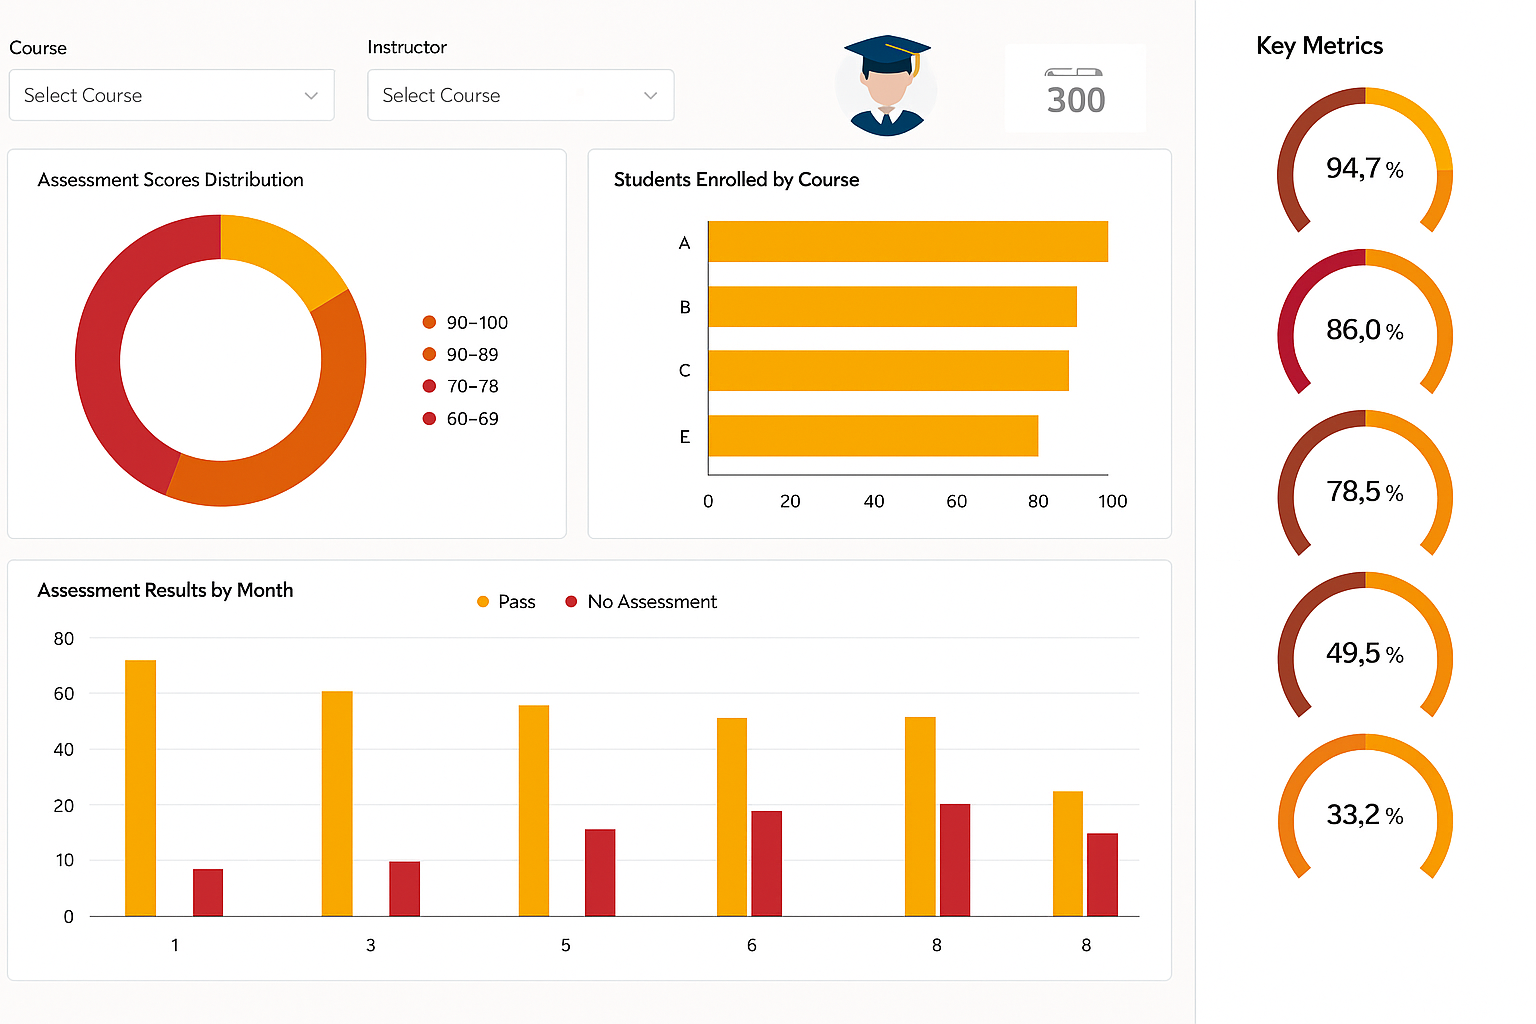 Course
Instructor
Select Course
Select Course
300
Key Metrics
94,7 %
86,0 %
78,5 %
49,5 %
33,2 %
Assessment Scores Distribution
90–100
90–89
70–78
60–69
Students Enrolled by Course
A
B
C
E
0 20 40 60 80 100
Assessment Results by Month
Pass No Assessment
80
60
40
20
10
0
1 3 5 6 8 8